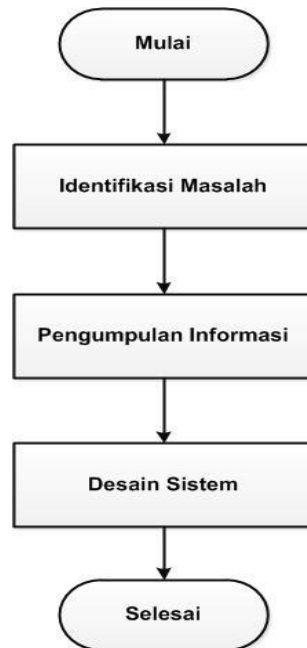 Mulai
Identifikasi Masalah
Pengumpulan Informasi
Desain Sistem
Selesai